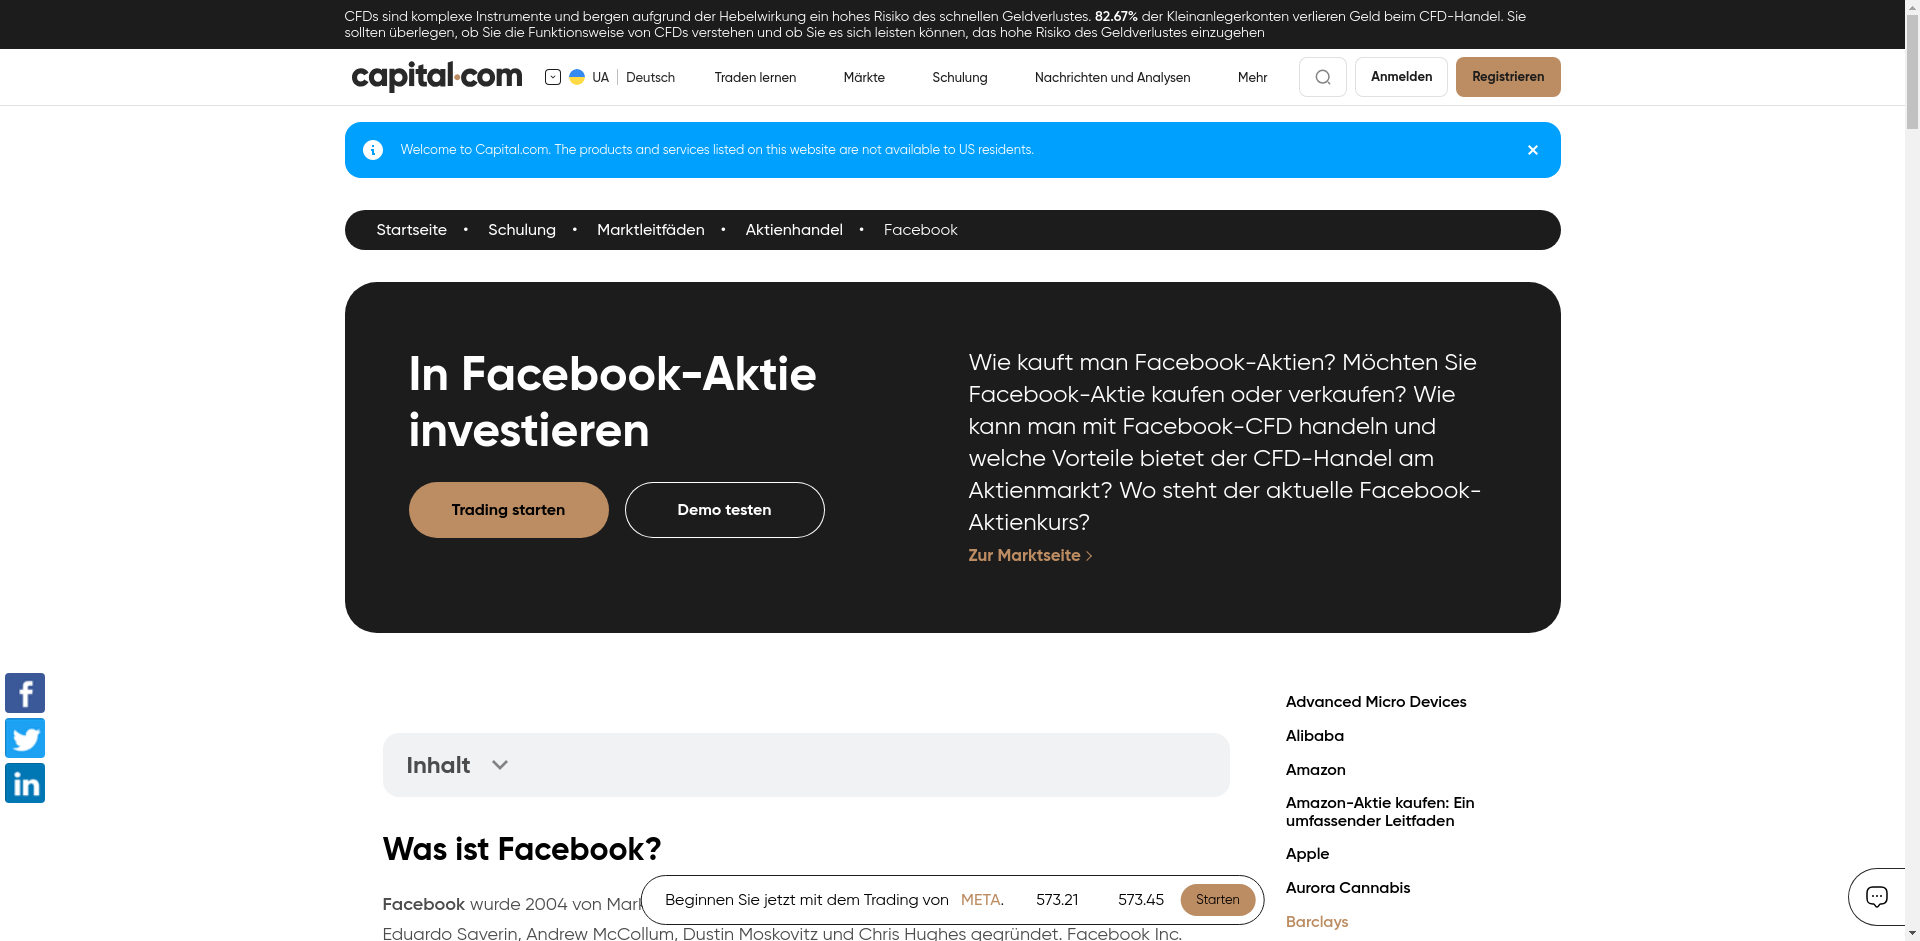 CFDs sind komplexe Instrumente und bergen aufgrund der Hebelwirkung ein hohes Risiko des schnellen Geldverlustes. 82.67% der Kleinanlegerkonten verlieren Geld beim CFD-Handel. Sie
sollten überlegen, ob Sie die Funktionsweise von CFDs verstehen und ob Sie es sich leisten können, das hohe Risiko des Geldverlustes einzugehen
capital.com UA Deutsch Traden lernen Märkte Schulung Nachrichten und Analysen Mehr Anmelden Registrieren
Welcome to Capital.com. The products and services listed on this website are not available to US residents.
Startseite • Schulung • Marktleitfäden • Aktienhandel • Facebook
In Facebook-Aktie
investieren
Trading starten Demo testen
Wie kauft man Facebook-Aktien? Möchten Sie
Facebook-Aktie kaufen oder verkaufen? Wie
kann man mit Facebook-CFD handeln und
welche Vorteile bietet der CFD-Handel am
Aktienmarkt? Wo steht der aktuelle Facebook-
Aktienkurs?
Zur Marktseite
Inhalt
Was ist Facebook?
Facebook wurde 2004 von
Eduardo Saverin, Andrew McCollum, Dustin Moskovitz und Chris Hughes gegründet. Facebook Inc.
Beginnen Sie jetzt mit dem Trading von META. 573.21 573.45 Starten
Advanced Micro Devices
Alibaba
Amazon
Amazon-Aktie kaufen: Ein
umfassender Leitfaden
Apple
Aurora Cannabis
Barclays